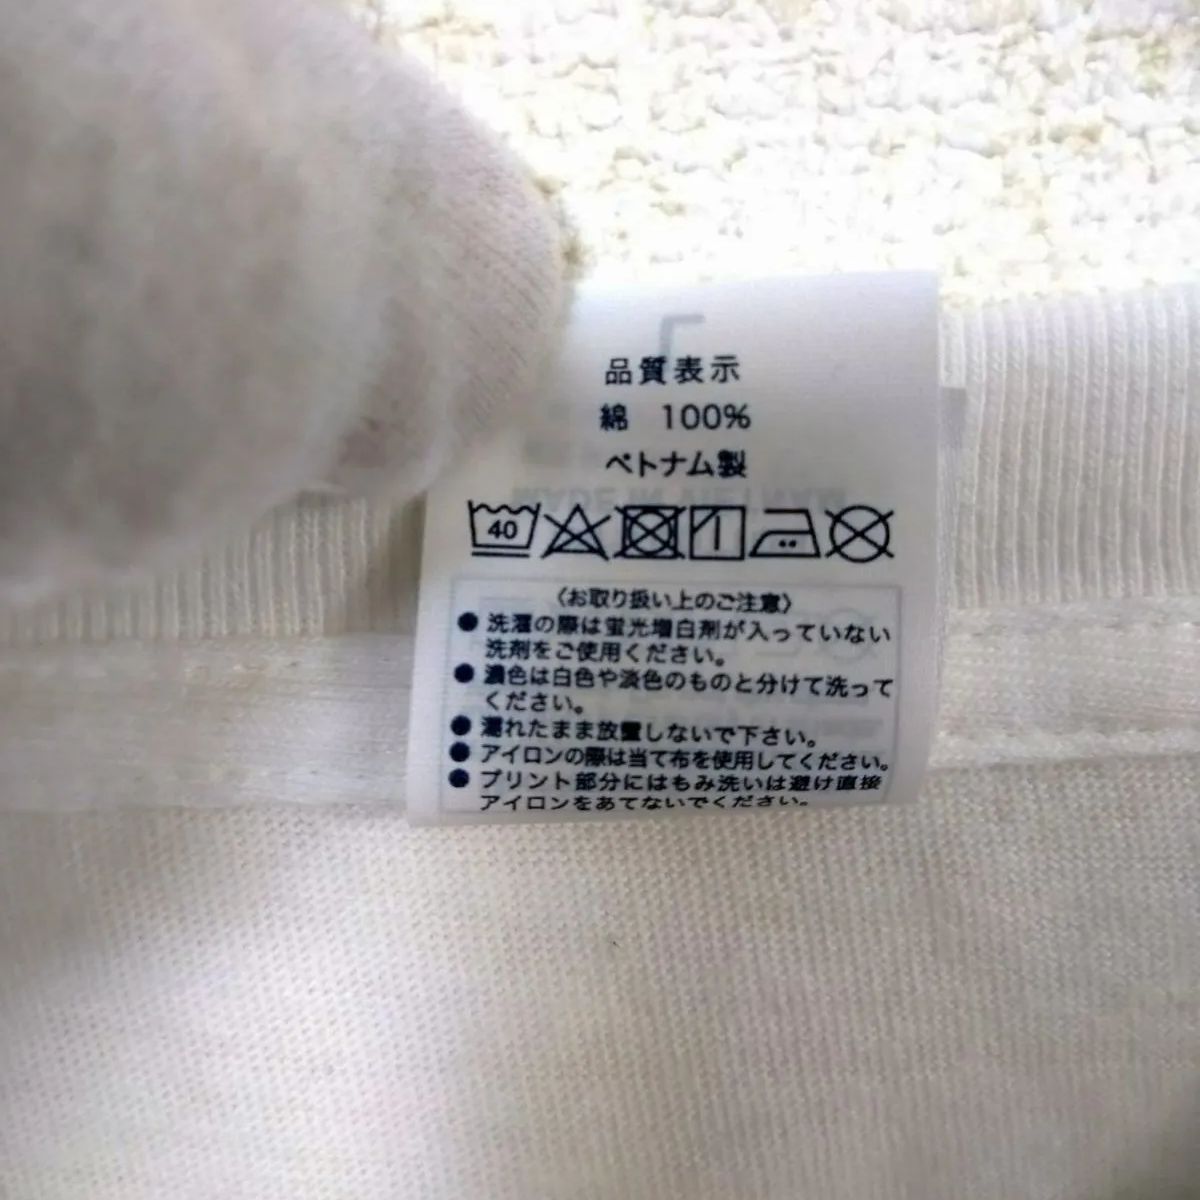 品質表示
綿 100%
ベトナム製
MADE IN VIETNAM
40
〈お取り扱い上のご注意〉
● 洗濯の際は蛍光増白剤が入っていない
洗剤をご使用ください。
● 濃色は白色や淡色のものと分けて洗って
ください。
● 濡れたまま放置しないで下さい。
● アイロンの際は当て布を使用してください。
● プリント部分にはもみ洗いは避け直接
アイロンをあてないでください。